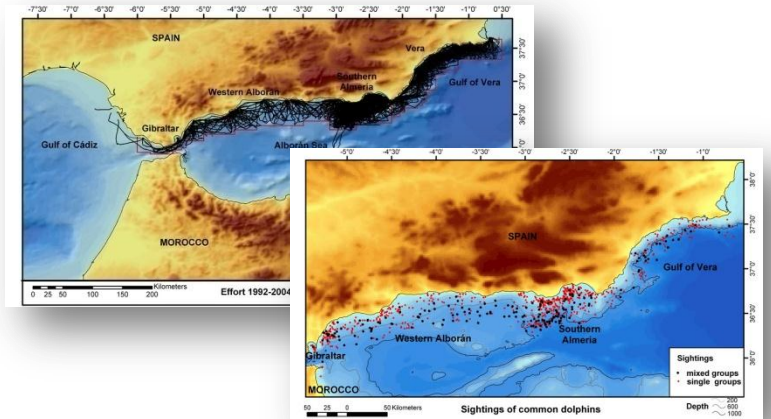 -7°30' -7°0' -6°30' -6°0' -5°30' -5°0' -4°30' -4°0' -3°30' -3°0' -2°30' -2°0' -1°30' -1°0' 0°30'
SPAIN
Vera
37°30'
Gulf of Vera
37°0'
Southern
Almería
Western Alborán
36°30'
Gibraltar
Gulf of Cádiz
Alborán Sea
MOROCCO
Kilometers
0 25 50 100 150 200
Effort 1992-2004
-5°0' -4°30' -4°0' -3°30' -3°0' -2°30' -2°0' -1°30' -1°0'
38°0'
SPAIN
37°30'
Gulf of Vera
37°0'
36°30'
Western Alborán
Southern
Almería
Gibraltar
36°0'
MOROCCO
Sightings
mixed groups
single groups
50 25 0 50 Kilometers
Sightings of common dolphins
Depth
200
600
1000